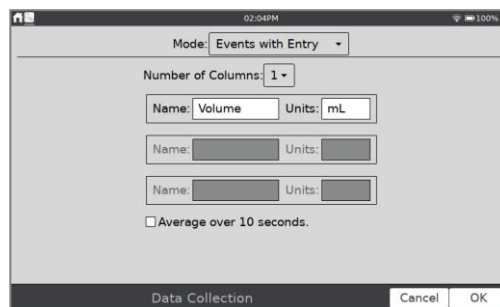 02:04PM 100%
Mode: Events with Entry
Number of Columns: 1
Name: Volume Units: mL
Name: Units:
Name: Units:
Average over 10 seconds.
Data Collection Cancel OK